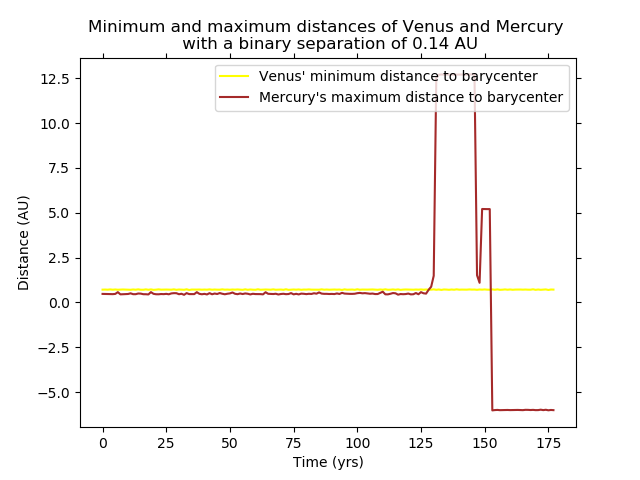 Minimum and maximum distances of Venus and Mercury
with a binary separation of 0.14 AU
Venus' minimum distance to barycenter
Mercury's maximum distance to barycenter
12.5
10.0
7.5
5.0
2.5
0.0
−2.5
−5.0
Distance (AU)
0 25 50 75 100 125 150 175
Time (yrs)